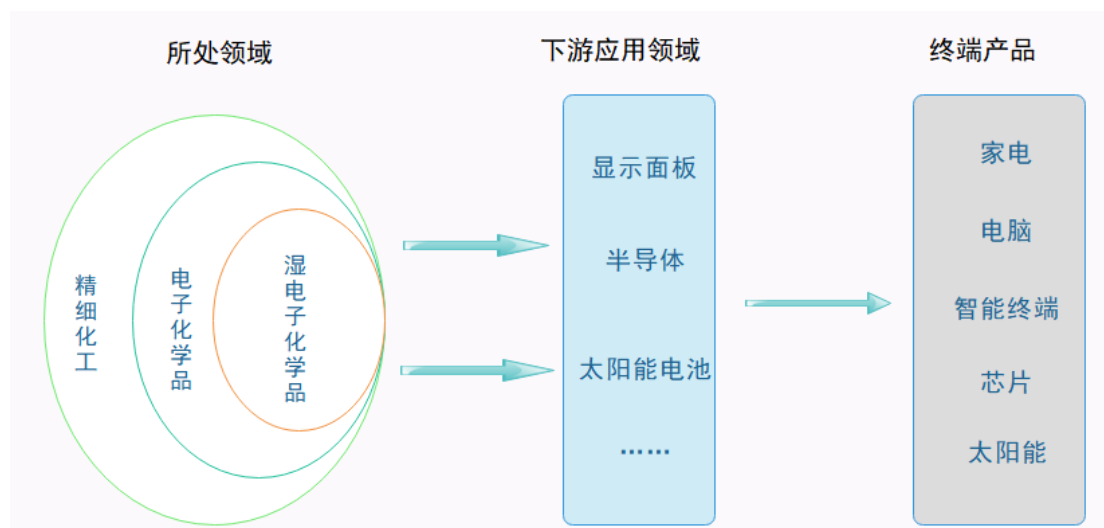 所处领域
下游应用领域
终端产品
精细化工
电子化学品
湿电子化学品
显示面板
半导体
太阳能电池
……
家电
电脑
智能终端
芯片
太阳能